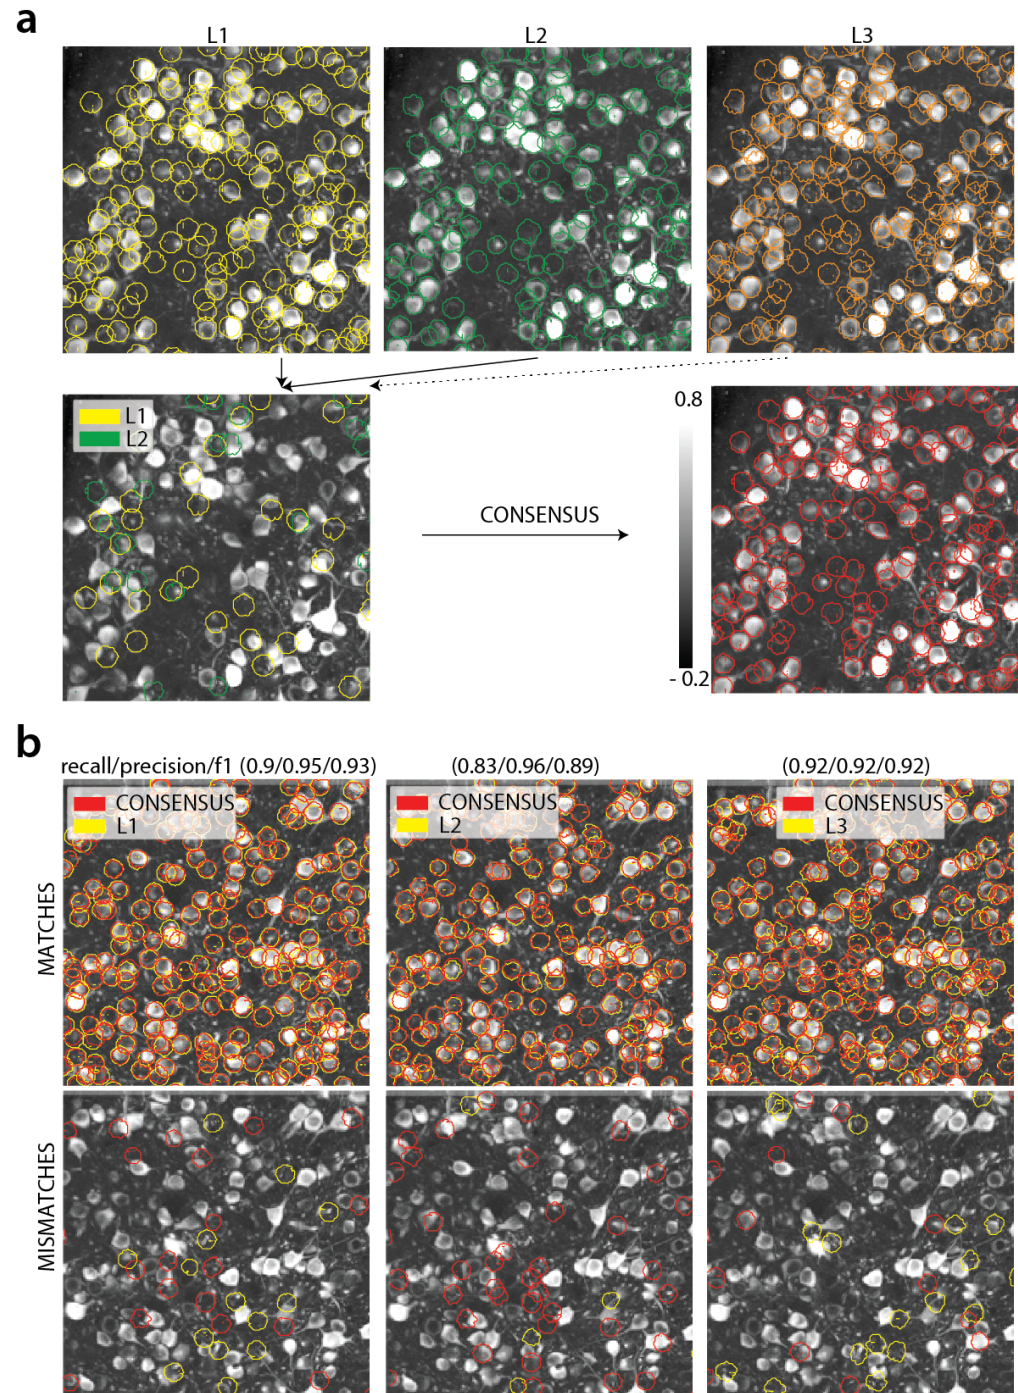 a
L1
L2
L3
L1
L2
CONSENSUS
0.8
- 0.2
b
recall/precision/f1 (0.9/0.95/0.93)
(0.83/0.96/0.89)
(0.92/0.92/0.92)
CONSENSUS
L1
CONSENSUS
L2
CONSENSUS
L3
MATCHES
MISMATCHES